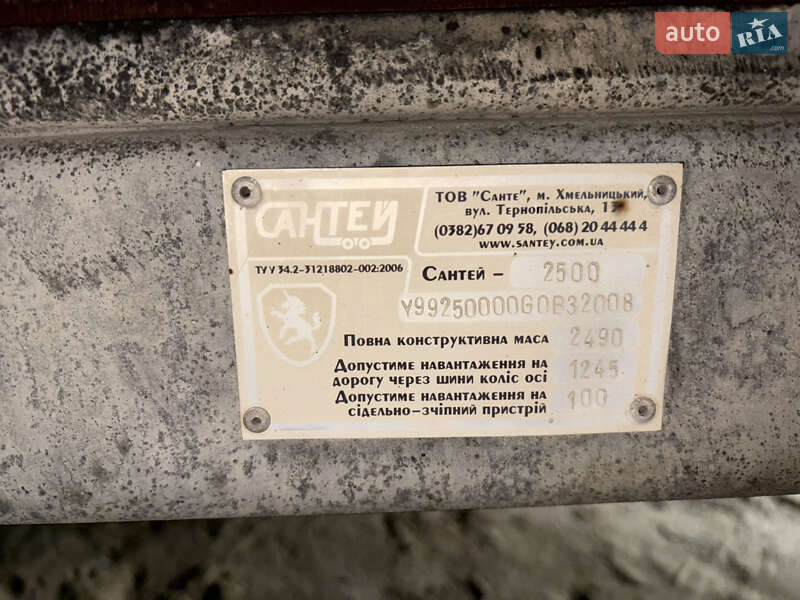 auto RIA
.com
САНТЕЙ
ТОВ "Санте", м. Хмельницький,
вул. Тернопільська,
(0382)67 09 58, (068) 20 44 44 4
www.santey.com.ua
ТУ У 34.2-31218802-002:2006
Сантей – 2500
Y99250000G0B32008
Повна конструктивна маса 2490
Допустиме навантаження на
дорогу через шини коліс осі 1245
Допустиме навантаження на
сідельно-зчіпний пристрій 100